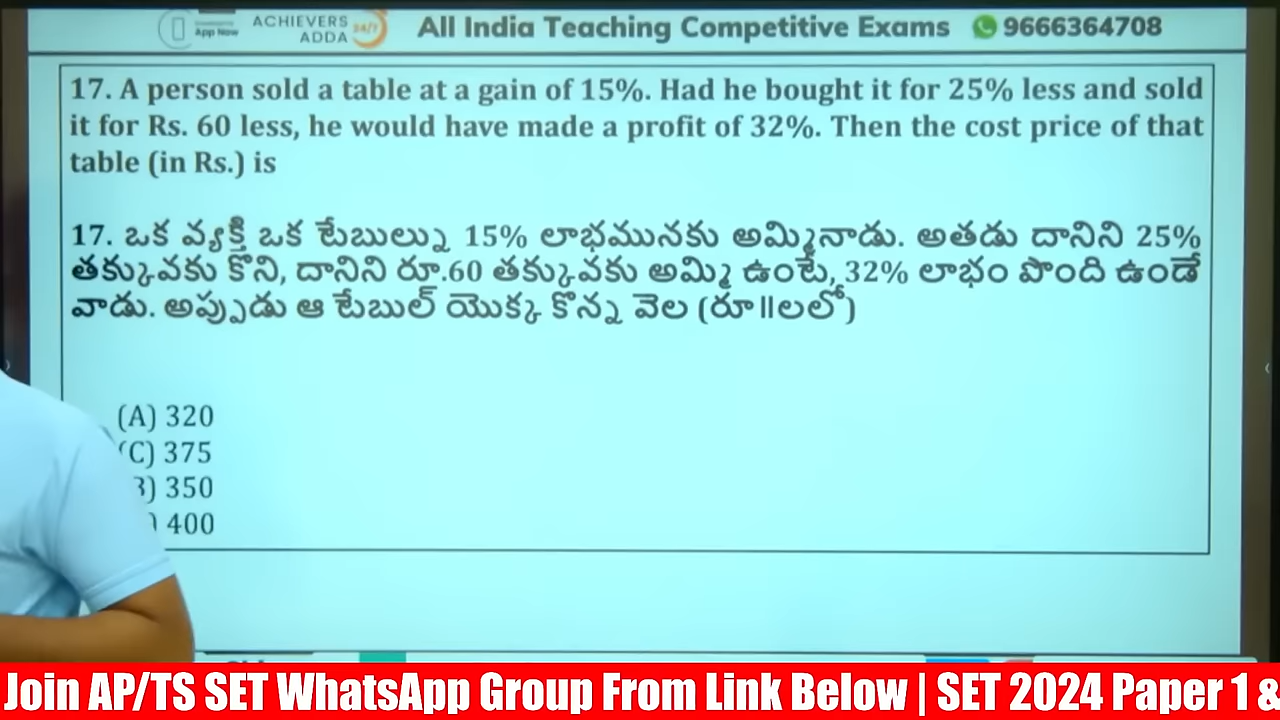 App Now
ACHIEVERS
ADDA
24/7
All India Teaching Competitive Exams
9666364708
17. A person sold a table at a gain of 15%. Had he bought it for 25% less and sold
it for Rs. 60 less, he would have made a profit of 32%. Then the cost price of that
table (in Rs.) is
17. ఒక వ్యక్తి ఒక టేబుల్ను 15% లాభమునకు అమ్మినాడు. అతడు దానిని 25%
తక్కువకు కొని, దానిని రూ.60 తక్కువకు అమ్మి ఉంటే, 32% లాభం పొంది ఉండే
వాడు. అప్పుడు ఆ టేబుల్ యొక్క కొన్న వెల (రూ॥లలో)
(A) 320
(C) 375
) 350
) 400
Join AP/TS SET WhatsApp Group From Link Below | SET 2024 Paper 1 &